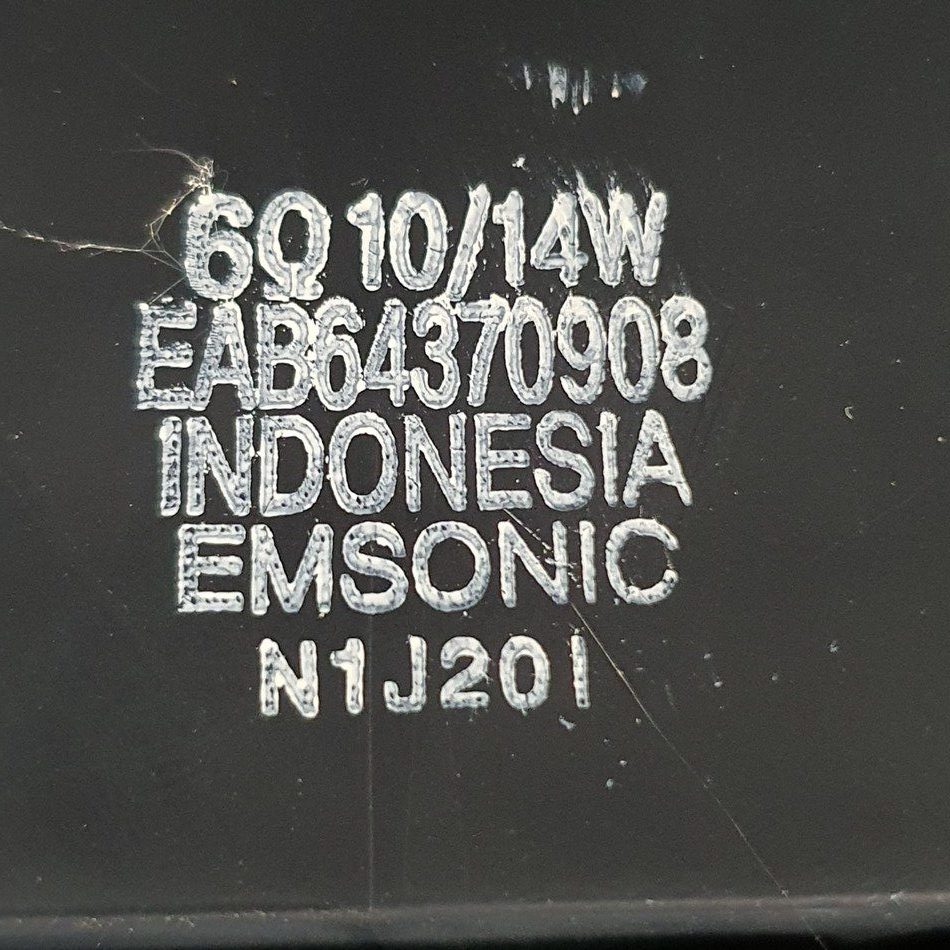 6Ω 10/14W
EAB64370908
INDONESIA
EMSONIC
N1J20I